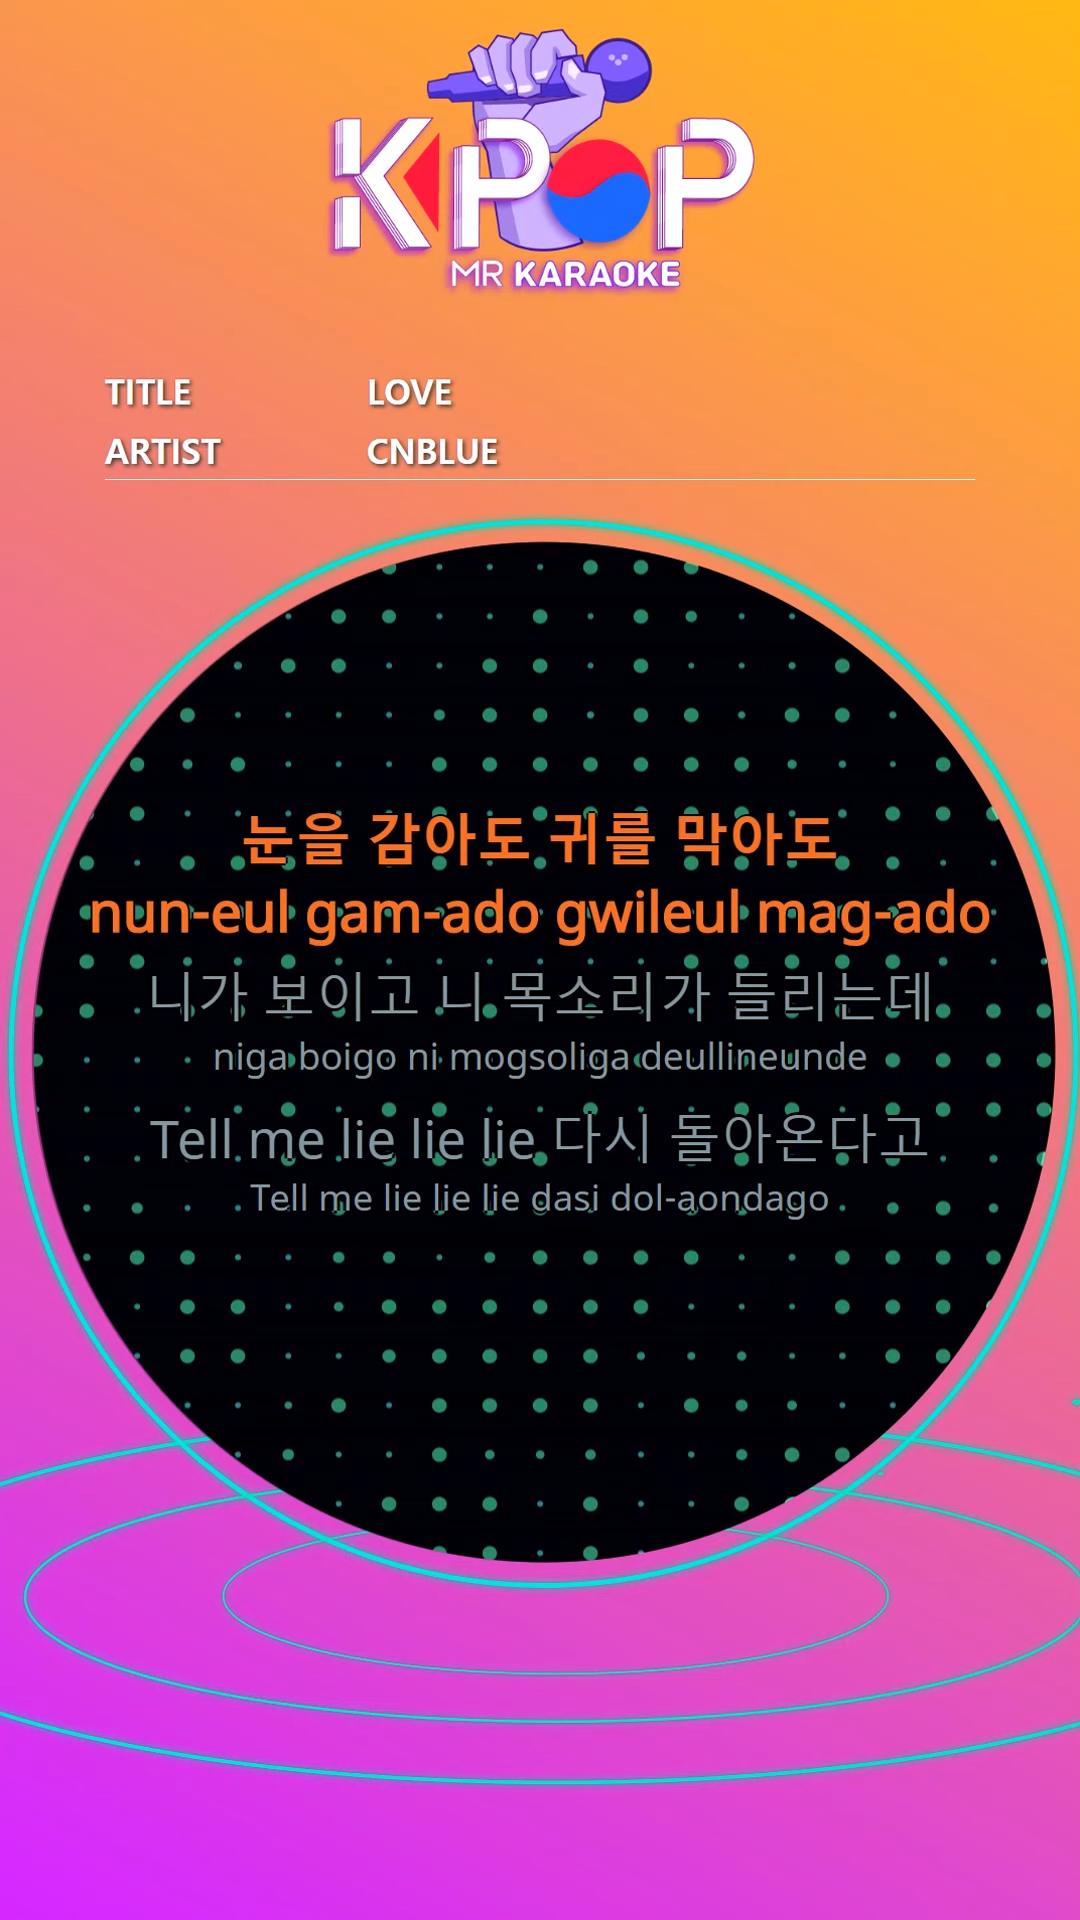 KPOP
MR KARAOKE
TITLE LOVE
ARTIST CNBLUE
눈을 감아도 귀를 막아도
nun-eul gam-ado gwileul mag-ado
니가 보이고 니 목소리가 들리는데
niga boigo ni mogsoliga deullineunde
Tell me lie lie lie 다시 돌아온다고
Tell me lie lie lie dasi dol-aondago